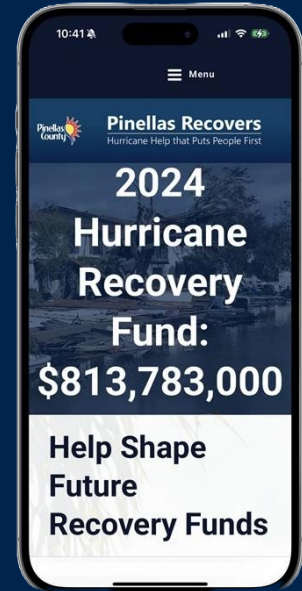 10:41
Menu
Pinellas
County
Pinellas Recovers
Hurricane Help that Puts People First
2024
Hurricane
Recovery
Fund:
$813,783,000
Help Shape
Future
Recovery Funds